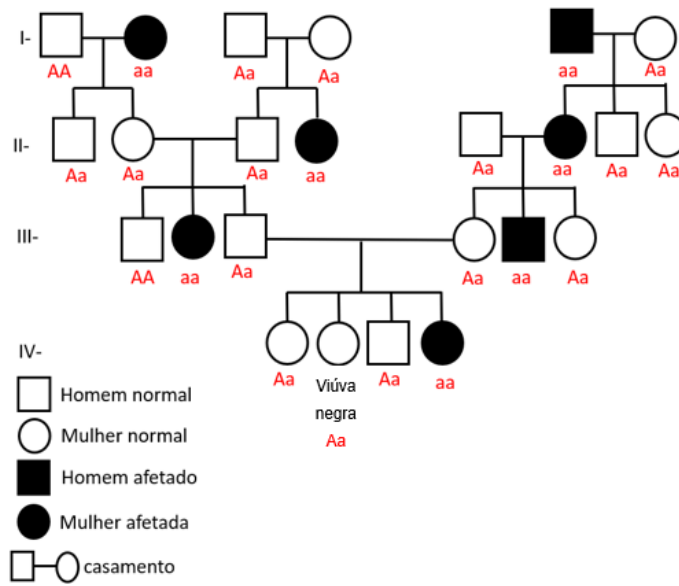 I-
AA aa Aa Aa aa Aa
II-
Aa Aa Aa aa Aa aa Aa Aa
III-
AA aa Aa Aa aa Aa
Aa Viúva negra Aa Aa aa
IV-
Homem normal
Mulher normal
Homem afetado
Mulher afetada
casamento